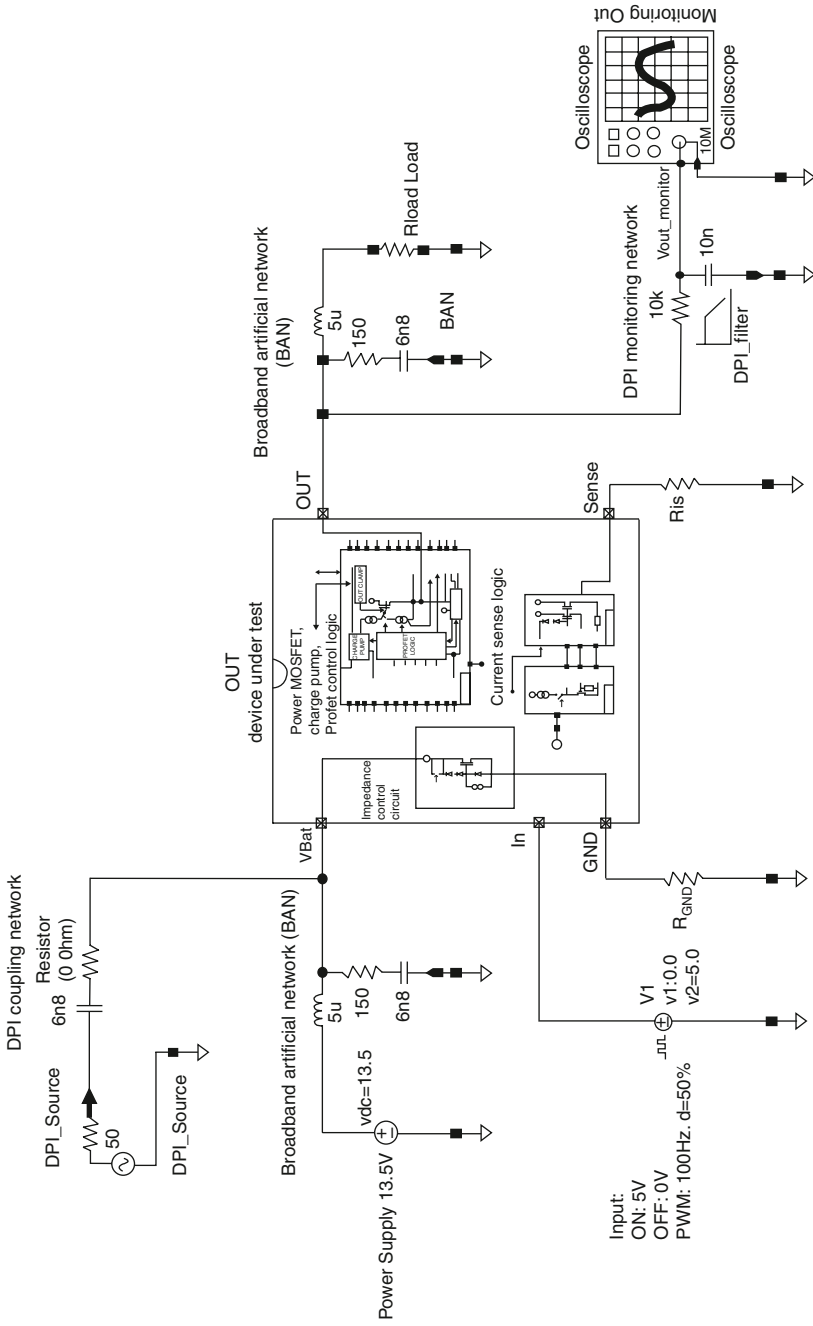 DPI coupling network
Resistor
(0 Ohm)
6n8
DPI_Source
50
DPI_Source
Broadband artificial network (BAN)
vdc=13.5
Power Supply 13.5V
5u
150
6n8
Input:
ON: 5V
OFF: 0V
PWM: 100Hz. d=50%
V1
v1:0.0
v2=5.0
RGND
VBat
In
GND
OUT
device under test
Impedance
control
circuit
Power MOSFET,
charge pump,
Profet control logic
CHARGE
PUMP
OUT CLAMP
PROFET
LOGIC
Current sense logic
OUT
Sense
Ris
Broadband artificial network
(BAN)
5u
150
6n8
BAN
Rload Load
DPI monitoring network
10k
Vout_monitor
10n
DPI_filter
Oscilloscope
Monitoring Out
10M
Oscilloscope